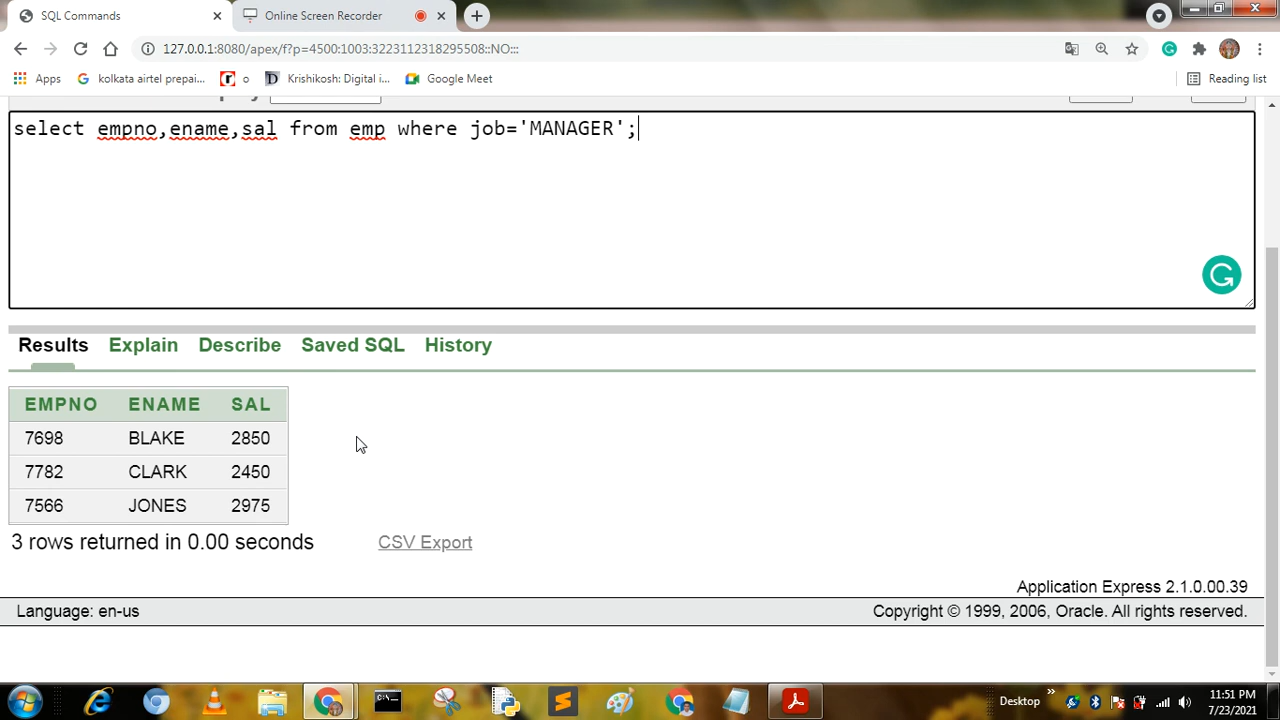 SQL Commands
Online Screen Recorder
127.0.0.1:8080/apex/f?p=4500:1003:3223112318295508::NO:::
Apps
kolkata airtel prepai...
o
Krishikosh: Digital i...
Google Meet
Reading list
select empno,ename,sal from emp where job='MANAGER';
Results Explain Describe Saved SQL History
EMPNO ENAME SAL
7698 BLAKE 2850
7782 CLARK 2450
7566 JONES 2975
3 rows returned in 0.00 seconds CSV Export
Application Express 2.1.0.00.39
Language: en-us Copyright © 1999, 2006, Oracle. All rights reserved.
Desktop
11:51 PM
7/23/2021